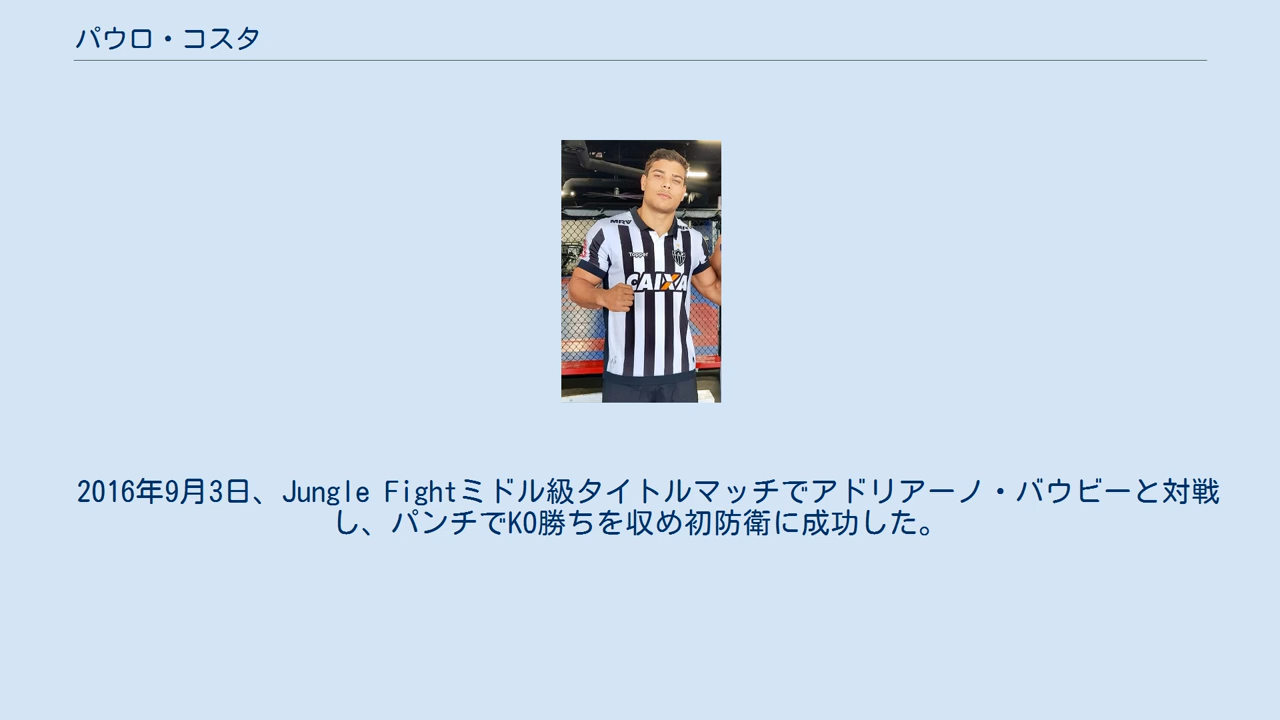 パウロ・コスタ
MRV
Topper
CAIXA
2016年9月3日、Jungle Fightミドル級タイトルマッチでアドリアーノ・バウビーと対戦
し、パンチでKO勝ちを収め初防衛に成功した。